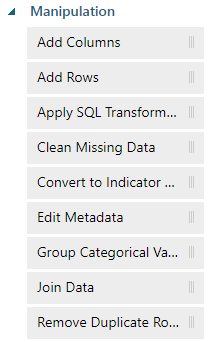 Manipulation
Add Columns
Add Rows
Apply SQL Transform...
Clean Missing Data
Convert to Indicator ...
Edit Metadata
Group Categorical Va...
Join Data
Remove Duplicate Ro...